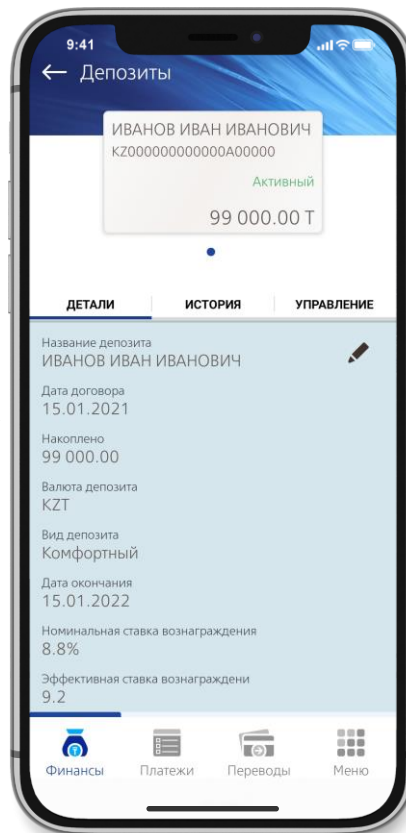 9:41
← Депозиты
ИВАНОВ ИВАН ИВАНОВИЧ
KZ000000000000A00000
Активный
99 000.00 Т
ДЕТАЛИ ИСТОРИЯ УПРАВЛЕНИЕ
Название депозита
ИВАНОВ ИВАН ИВАНОВИЧ
Дата договора
15.01.2021
Накоплено
99 000.00
Валюта депозита
KZT
Вид депозита
Комфортный
Дата окончания
15.01.2022
Номинальная ставка вознаграждения
8.8%
Эффективная ставка вознаграждени
9.2
Финансы Платежи Переводы Меню